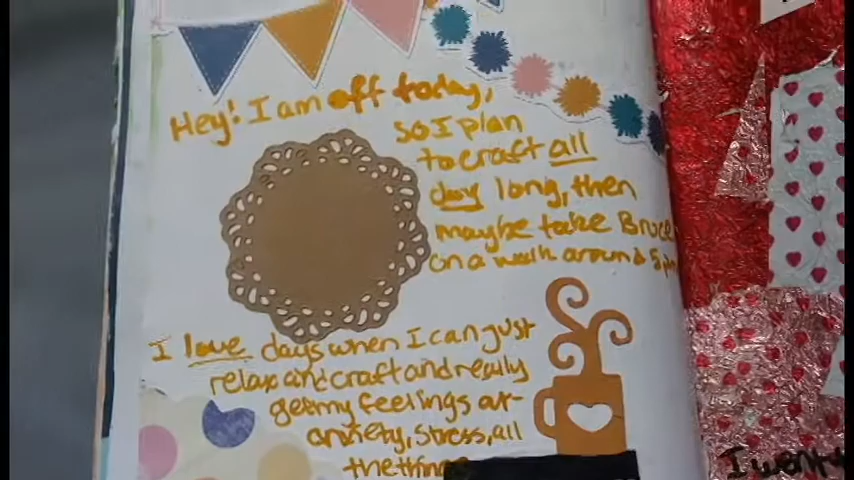 Hey! I am off today,
so I plan
to craft all
day long, then
maybe take Bruce
on a walk around 5pm
I love days when I can just
relax and craft and really
get my feelings out
anxiety, stress, all
the things
I went